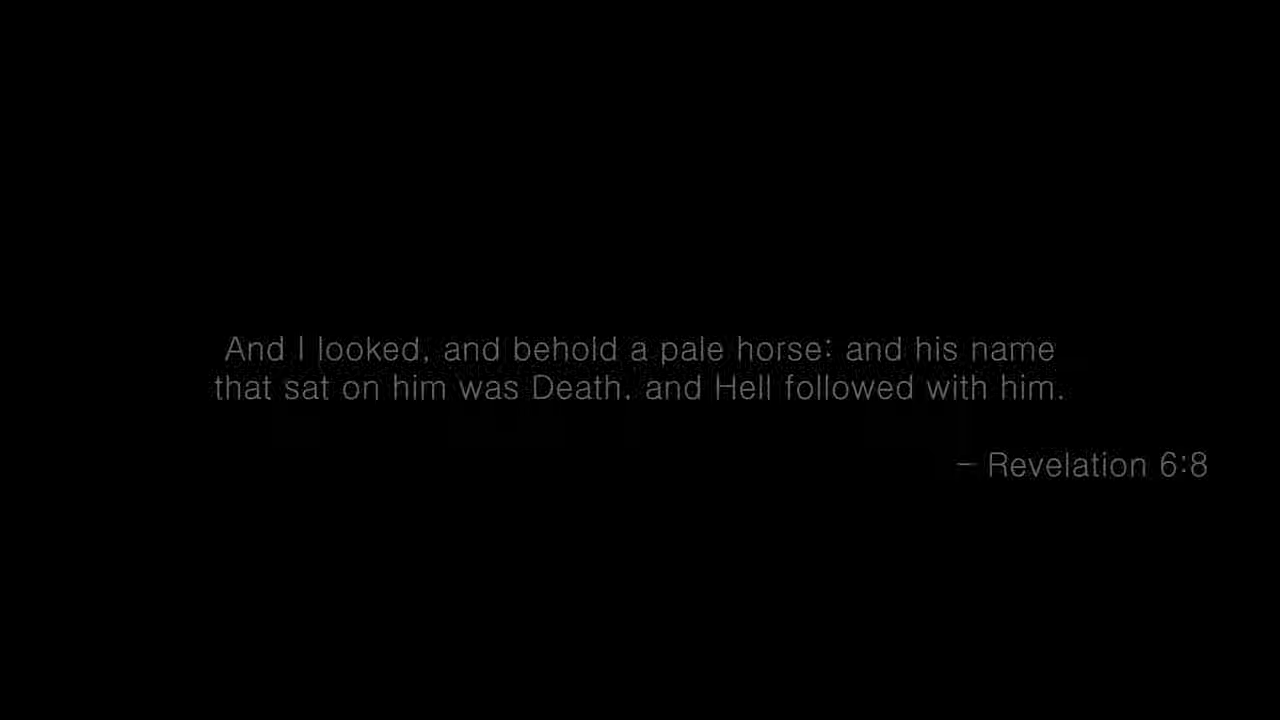 And I looked, and behold a pale horse: and his name
that sat on him was Death, and Hell followed with him.
– Revelation 6:8